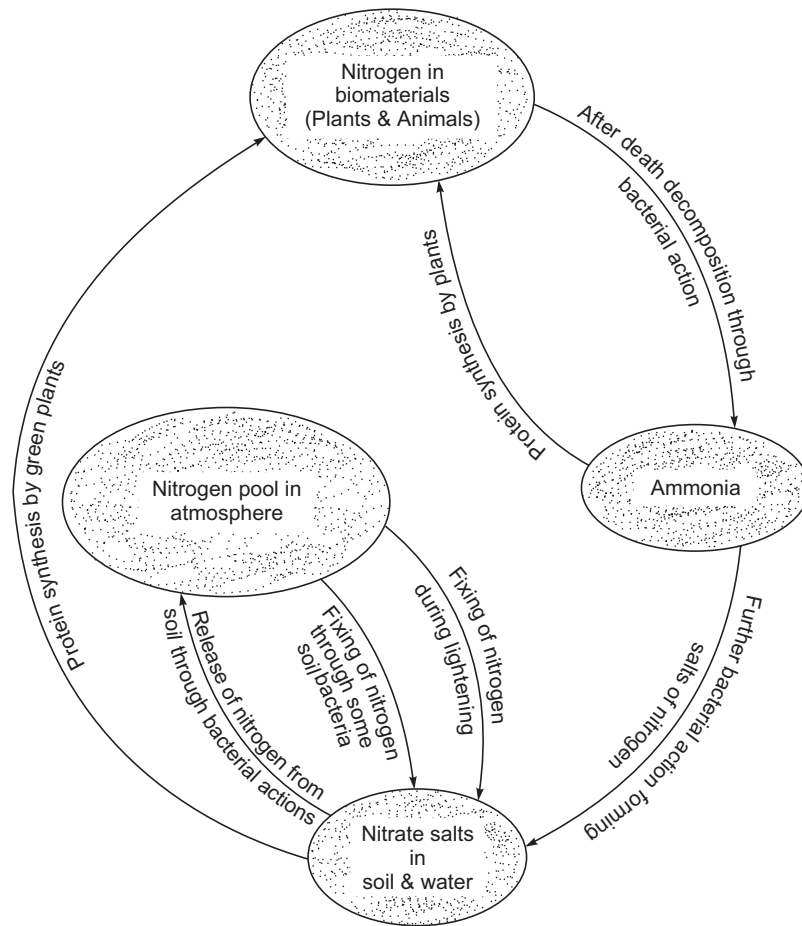 Nitrogen in
biomaterials
(Plants & Animals)
After death decomposition through
bacterial action
Protein synthesis by plants
Protein synthesis by green plants
Nitrogen pool in
atmosphere
Ammonia
Fixing of nitrogen
during lightening
Fixing of nitrogen
through some
soil bacteria
Release of nitrogen from
soil through bacterial actions
Further bacterial action forming
salts of nitrogen
Nitrate salts
in
soil & water